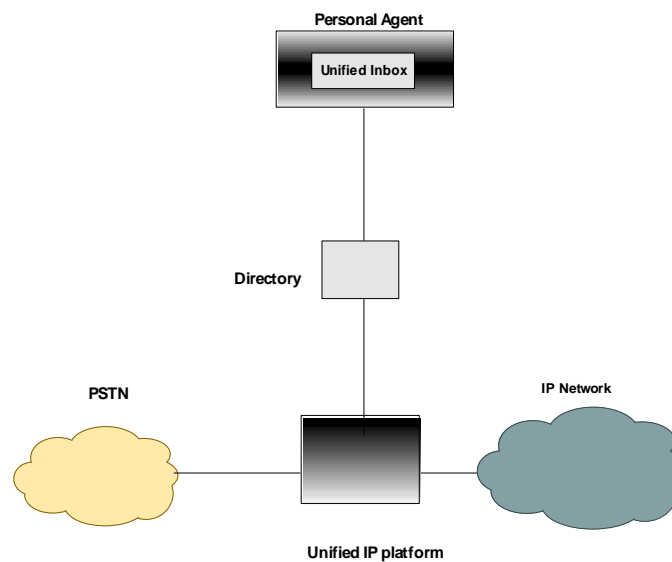 Personal Agent
Unified Inbox
Directory
PSTN
IP Network
Unified IP platform